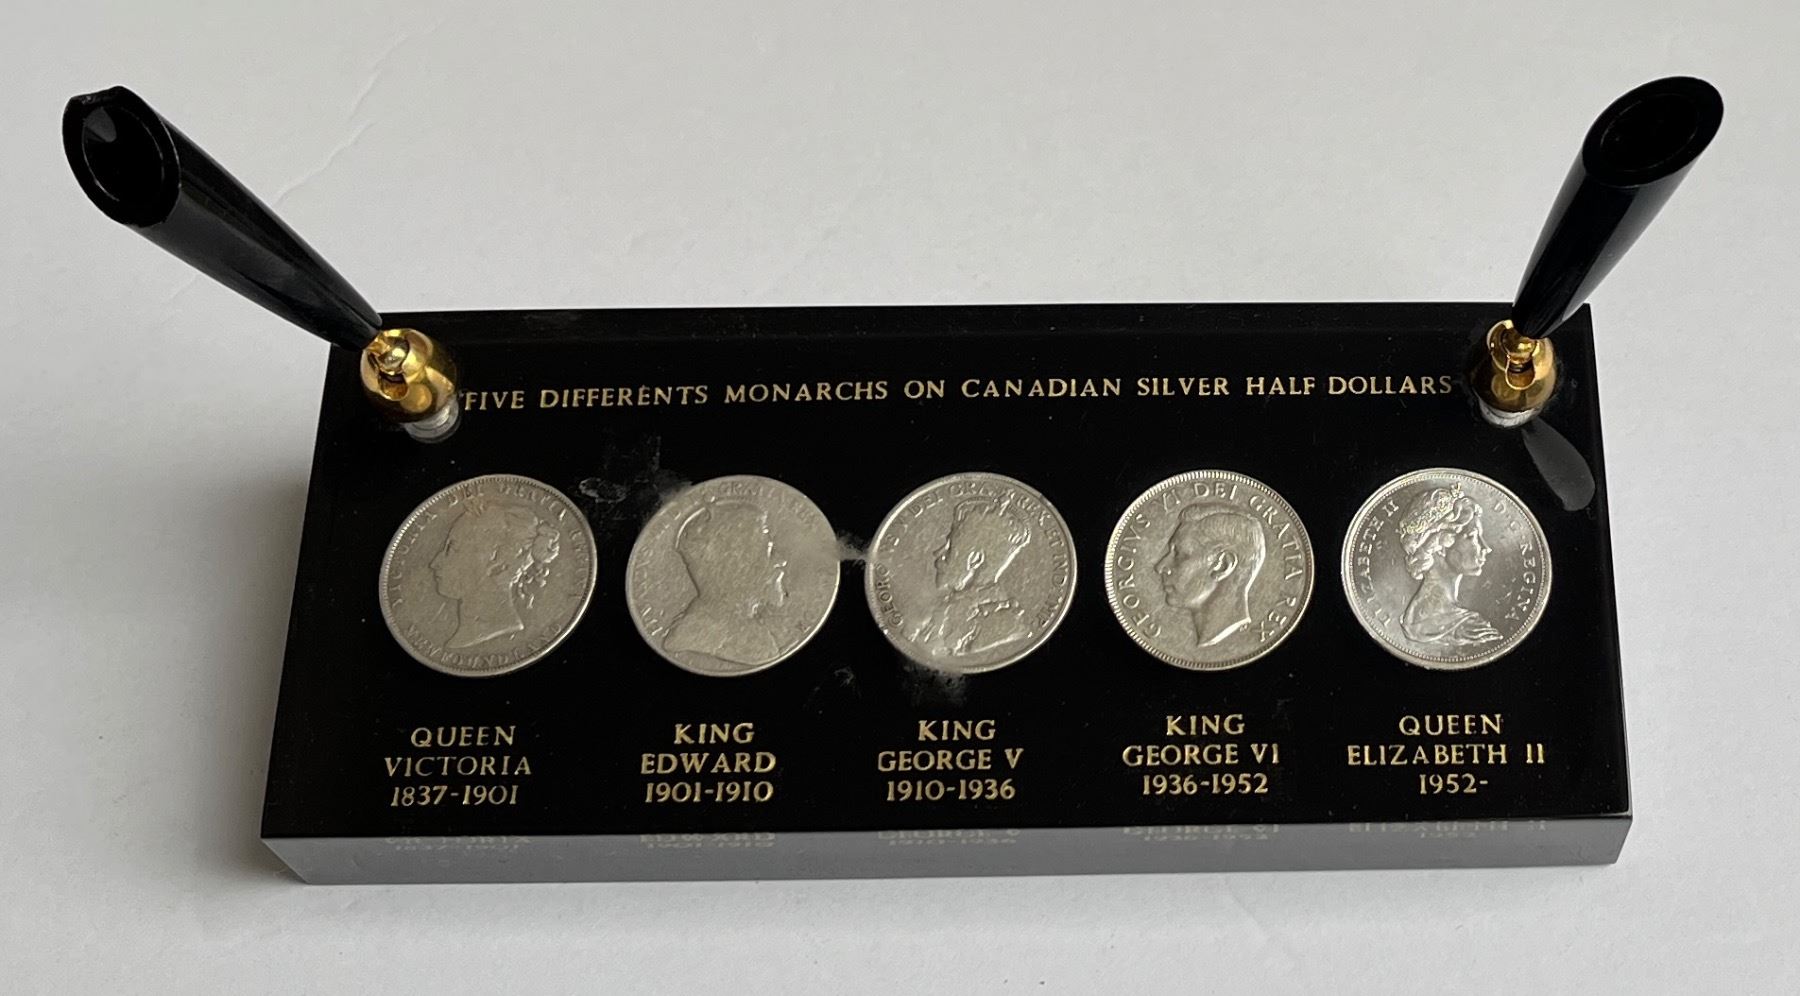 FIVE DIFFERENTS MONARCHS ON CANADIAN SILVER HALF DOLLARS
VICTORIA DEI GRATIA REGINA
NEWFOUNDLAND
DEI GRATIA
GEORGIVS V DEI GRA REX ET IND IMP
GEORGIVS VI DEI GRATIA REX
ELIZABETH II D·G·REGINA
QUEEN
VICTORIA
1837-1901
KING
EDWARD
1901-1910
KING
GEORGE V
1910-1936
KING
GEORGE VI
1936-1952
QUEEN
ELIZABETH II
1952-